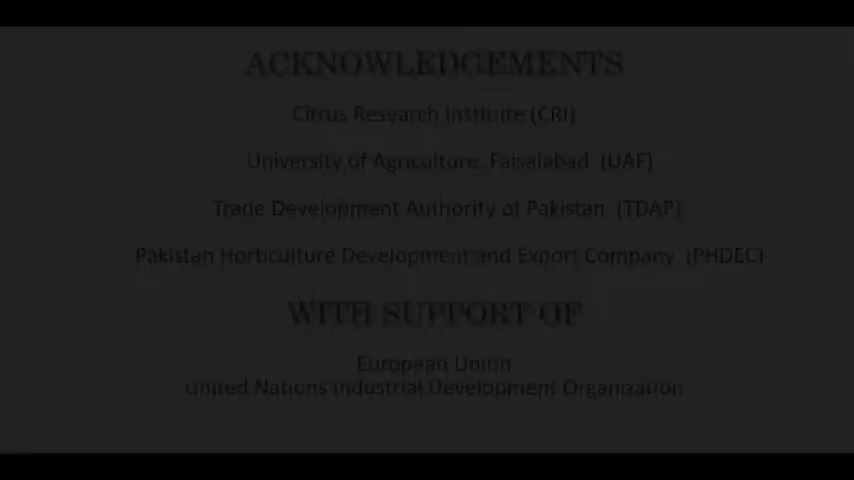 ACKNOWLEDGEMENTS
Citrus Research Institute (CRI)
University of Agriculture, Faisalabad (UAF)
Trade Development Authority of Pakistan (TDAP)
Pakistan Horticulture Development and Export Company (PHDEC)
WITH SUPPORT OF
European Union
United Nations Industrial Development Organization